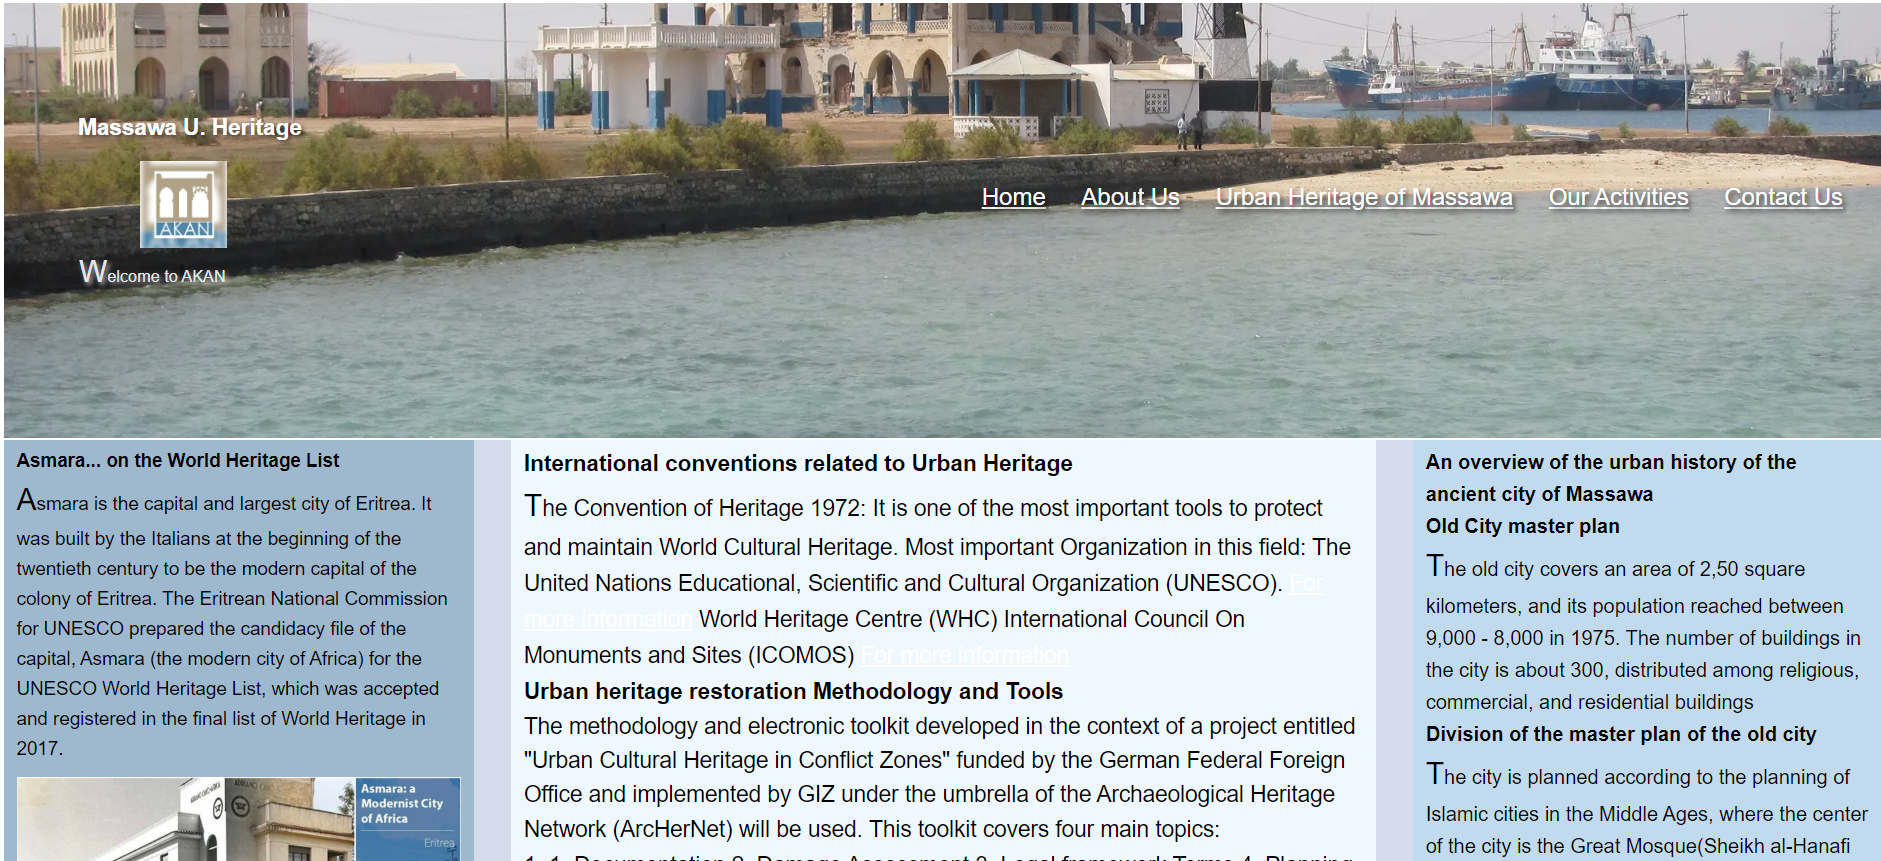 Massawa U. Heritage
AKAN
Welcome to AKAN
Home About Us Urban Heritage of Massawa Our Activities Contact Us
Asmara... on the World Heritage List
Asmara is the capital and largest city of Eritrea. It
was built by the Italians at the beginning of the
twentieth century to be the modern capital of the
colony of Eritrea. The Eritrean National Commission
for UNESCO prepared the candidacy file of the
capital, Asmara (the modern city of Africa) for the
UNESCO World Heritage List, which was accepted
and registered in the final list of World Heritage in
2017.
Asmara: a
Modernist City
of Africa
Eritrea
International conventions related to Urban Heritage
The Convention of Heritage 1972: It is one of the most important tools to protect
and maintain World Cultural Heritage. Most important Organization in this field: The
United Nations Educational, Scientific and Cultural Organization (UNESCO). For
more information World Heritage Centre (WHC) International Council On
Monuments and Sites (ICOMOS) For more information
Urban heritage restoration Methodology and Tools
The methodology and electronic toolkit developed in the context of a project entitled
"Urban Cultural Heritage in Conflict Zones" funded by the German Federal Foreign
Office and implemented by GIZ under the umbrella of the Archaeological Heritage
Network (ArcHerNet) will be used. This toolkit covers four main topics:
1. 1. Documentation 2. Damage Assessment 3. Legal framework Terms 4. Planning
An overview of the urban history of the
ancient city of Massawa
Old City master plan
The old city covers an area of 2,50 square
kilometers, and its population reached between
9,000 - 8,000 in 1975. The number of buildings in
the city is about 300, distributed among religious,
commercial, and residential buildings
Division of the master plan of the old city
The city is planned according to the planning of
Islamic cities in the Middle Ages, where the center
of the city is the Great Mosque(Sheikh al-Hanafi